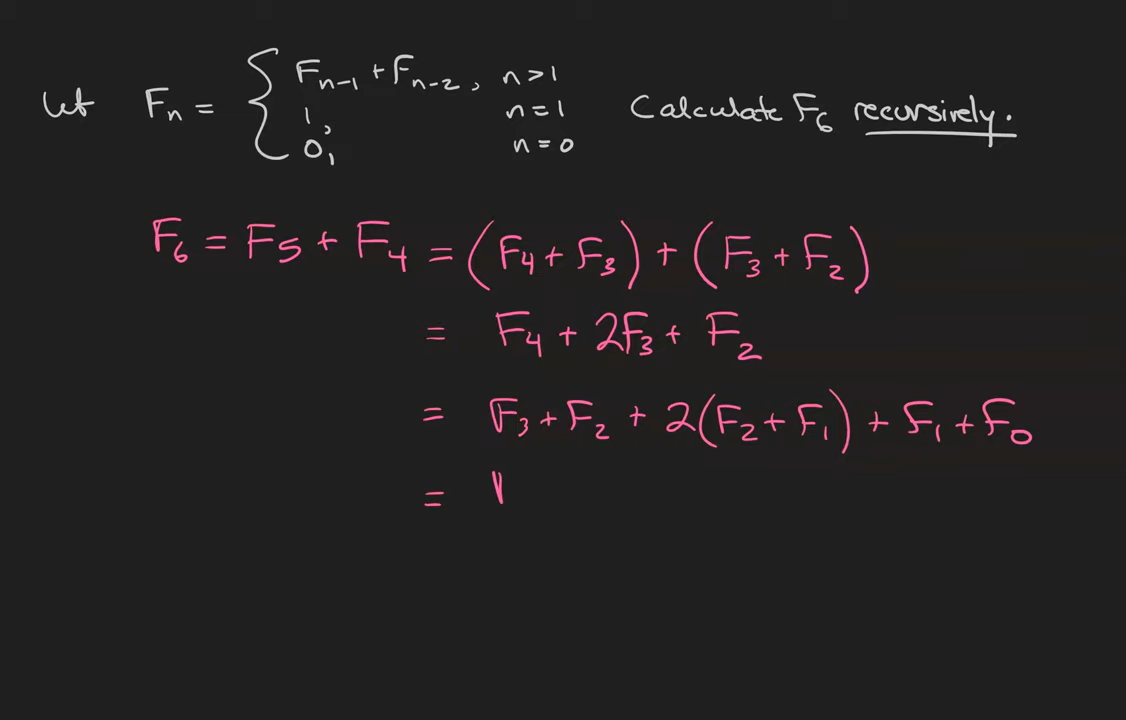 Let Fₙ = { Fₙ₋₁ + Fₙ₋₂, n > 1
1, n = 1
0, n = 0
Calculate F₆ recursively.
F₆ = F₅ + F₄ = (F₄ + F₃) + (F₃ + F₂)
= F₄ + 2F₃ + F₂
= F₃ + F₂ + 2(F₂ + F₁) + F₁ + F₀
=